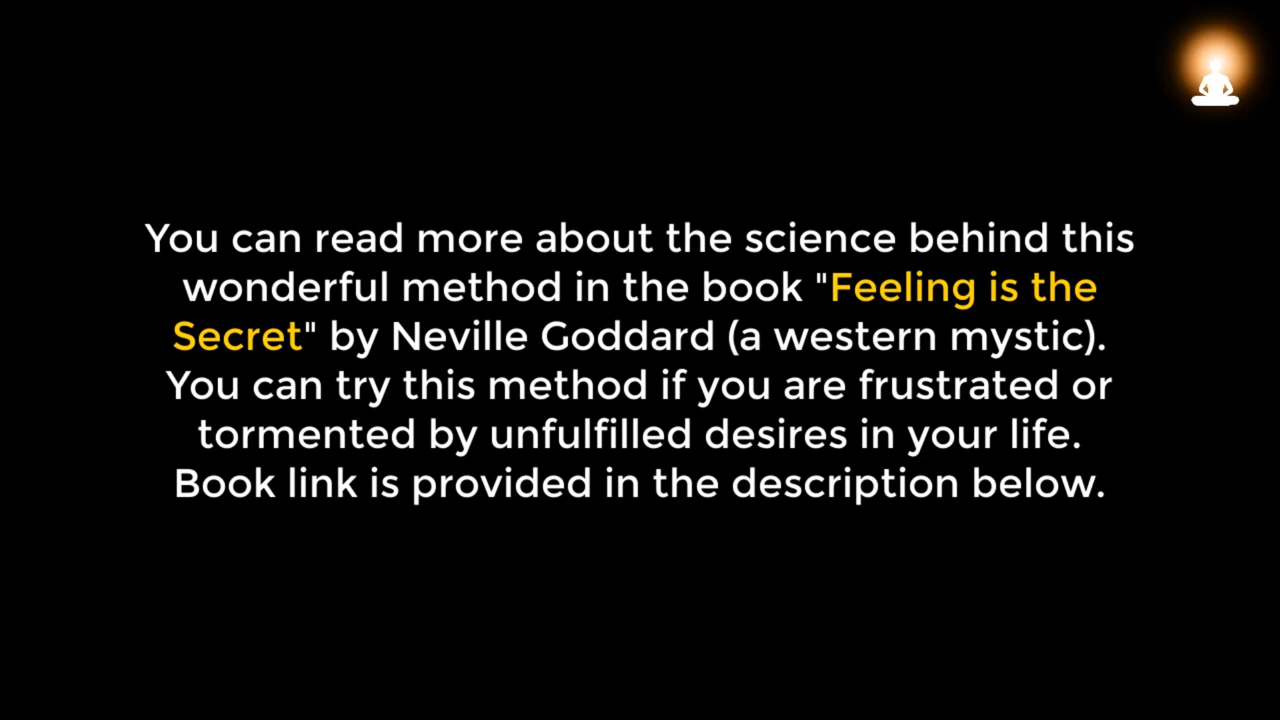 You can read more about the science behind this
wonderful method in the book "Feeling is the
Secret" by Neville Goddard (a western mystic).
You can try this method if you are frustrated or
tormented by unfulfilled desires in your life.
Book link is provided in the description below.